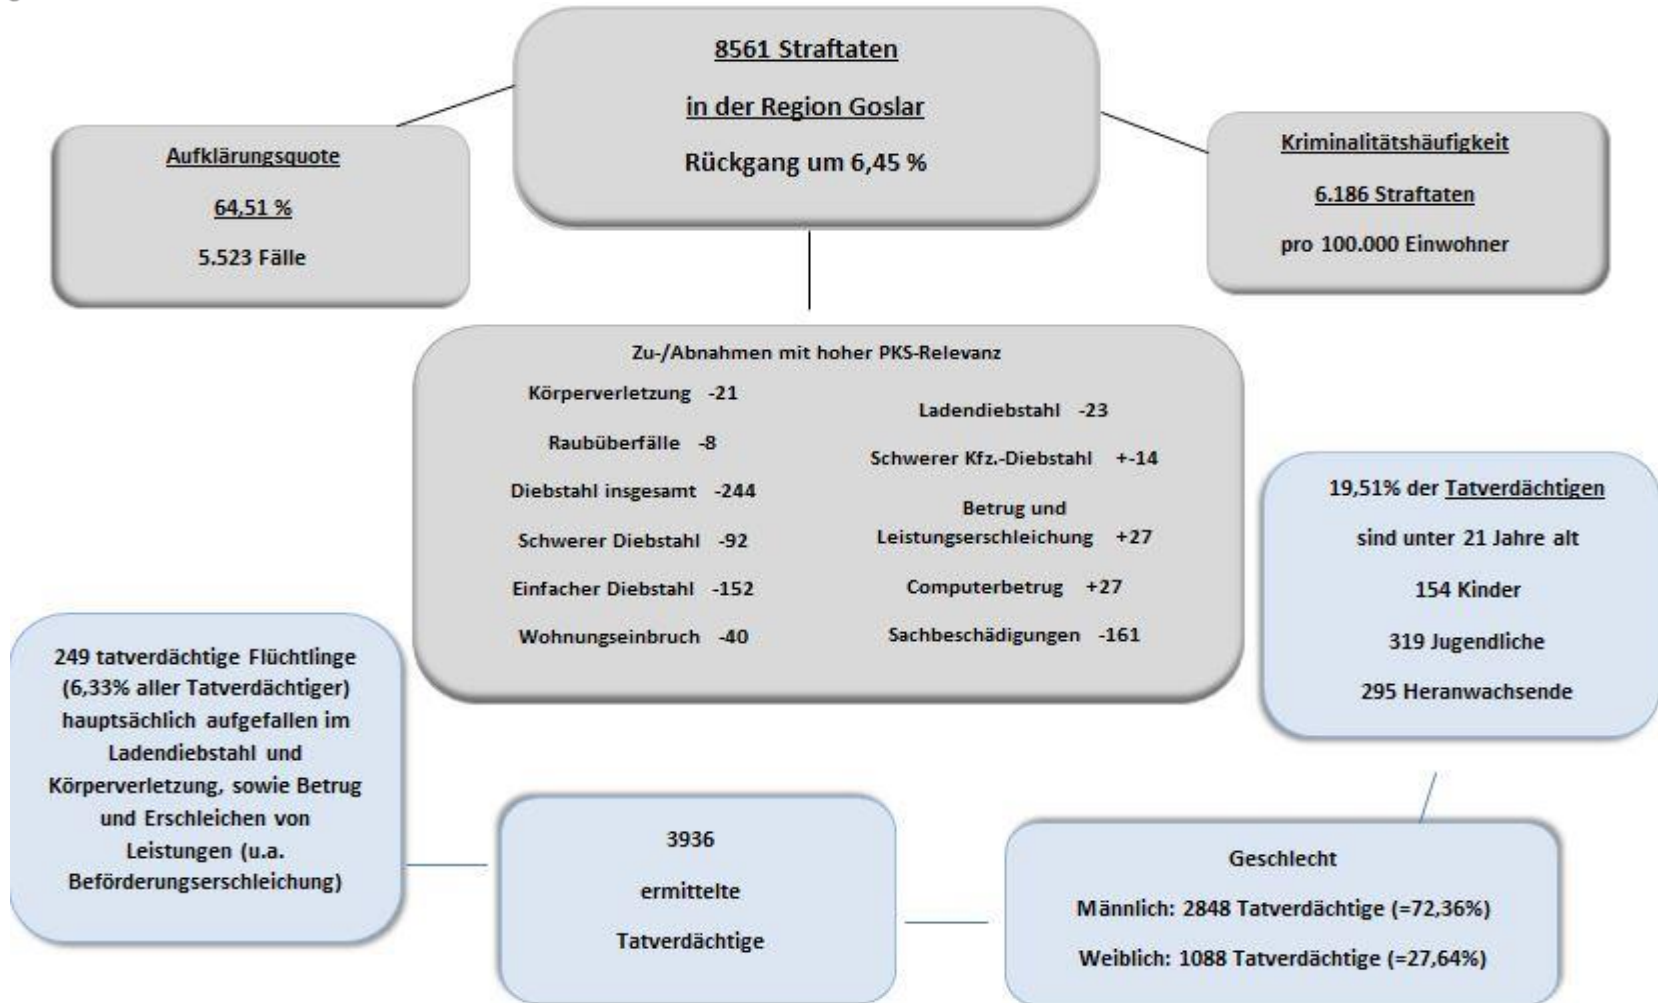 8561 Straftaten
in der Region Goslar
Rückgang um 6,45 %
Aufklärungsquote
64,51 %
5.523 Fälle
Kriminalitätshäufigkeit
6.186 Straftaten
pro 100.000 Einwohner
Zu-/Abnahmen mit hoher PKS-Relevanz
Körperverletzung -21
Raubüberfälle -8
Diebstahl insgesamt -244
Schwerer Diebstahl -92
Einfacher Diebstahl -152
Wohnungseinbruch -40
Ladendiebstahl -23
Schwerer Kfz.-Diebstahl +-14
Betrug und
Leistungserschleichung +27
Computerbetrug +27
Sachbeschädigungen -161
19,51% der Tatverdächtigen
sind unter 21 Jahre alt
154 Kinder
319 Jugendliche
295 Heranwachsende
249 tatverdächtige Flüchtlinge
(6,33% aller Tatverdächtiger)
hauptsächlich aufgefallen im
Ladendiebstahl und
Körperverletzung, sowie Betrug
und Erschleichen von
Leistungen (u.a.
Beförderungserschleichung)
3936
ermittelte
Tatverdächtige
Geschlecht
Männlich: 2848 Tatverdächtige (=72,36%)
Weiblich: 1088 Tatverdächtige (=27,64%)